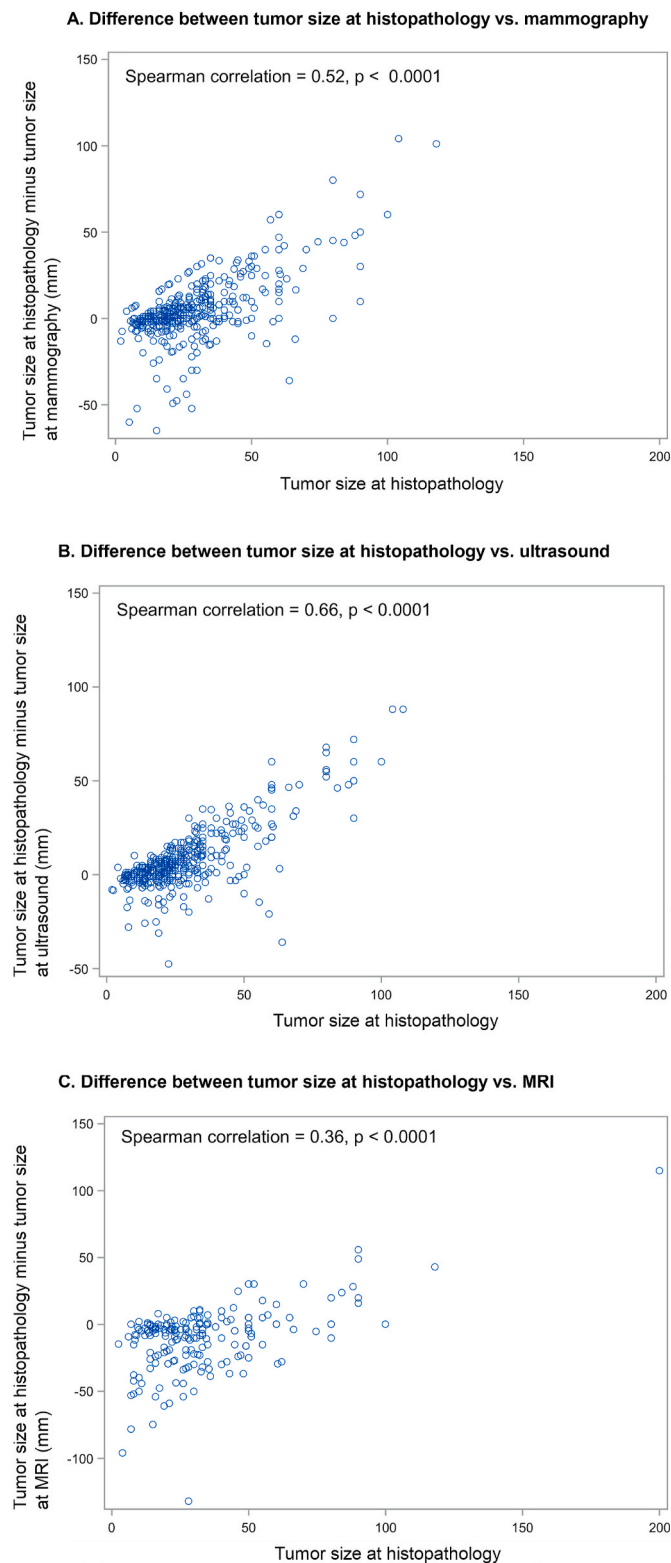 A. Difference between tumor size at histopathology vs. mammography
150
Spearman correlation = 0.52, p < 0.0001
100
50
0
-50
Tumor size at histopathology minus tumor size
at mammography (mm)
0
50
100
150
200
Tumor size at histopathology
B. Difference between tumor size at histopathology vs. ultrasound
150
Spearman correlation = 0.66, p < 0.0001
100
50
0
-50
Tumor size at histopathology minus tumor size
at ultrasound (mm)
0
50
100
150
200
Tumor size at histopathology
C. Difference between tumor size at histopathology vs. MRI
150
Spearman correlation = 0.36, p < 0.0001
100
50
0
-50
-100
Tumor size at histopathology minus tumor size
at MRI (mm)
0
50
100
150
200
Tumor size at histopathology